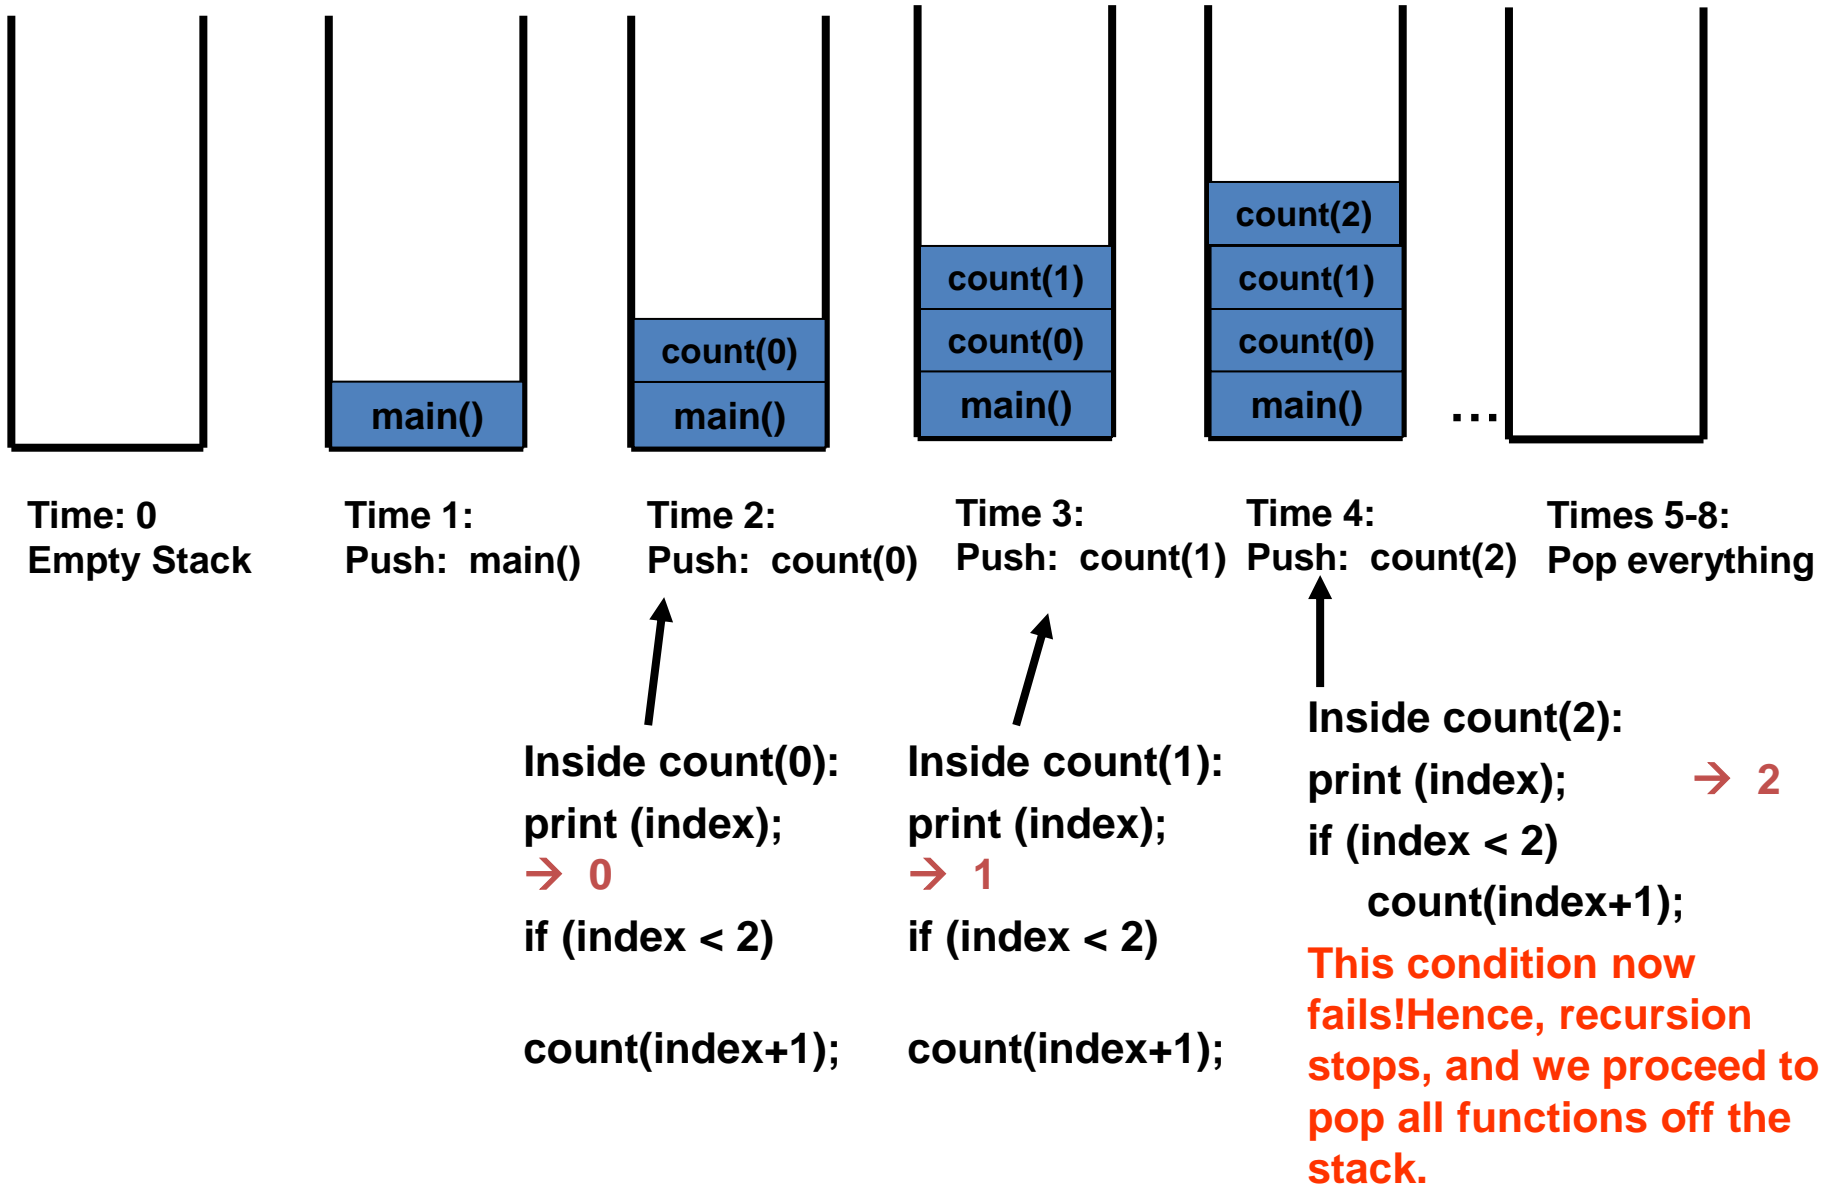 main()
count(0)
main()
count(1)
count(0)
main()
count(2)
count(1)
count(0)
main()
...
Time: 0
Empty Stack
Time 1:
Push: main()
Time 2:
Push: count(0)
Time 3:
Push: count(1)
Time 4:
Push: count(2)
Times 5-8:
Pop everything
Inside count(0):
print (index);
→ 0
if (index < 2)
count(index+1);
Inside count(1):
print (index);
→ 1
if (index < 2)
count(index+1);
Inside count(2):
print (index); → 2
if (index < 2)
count(index+1);
This condition now
fails!Hence, recursion
stops, and we proceed to
pop all functions off the
stack.